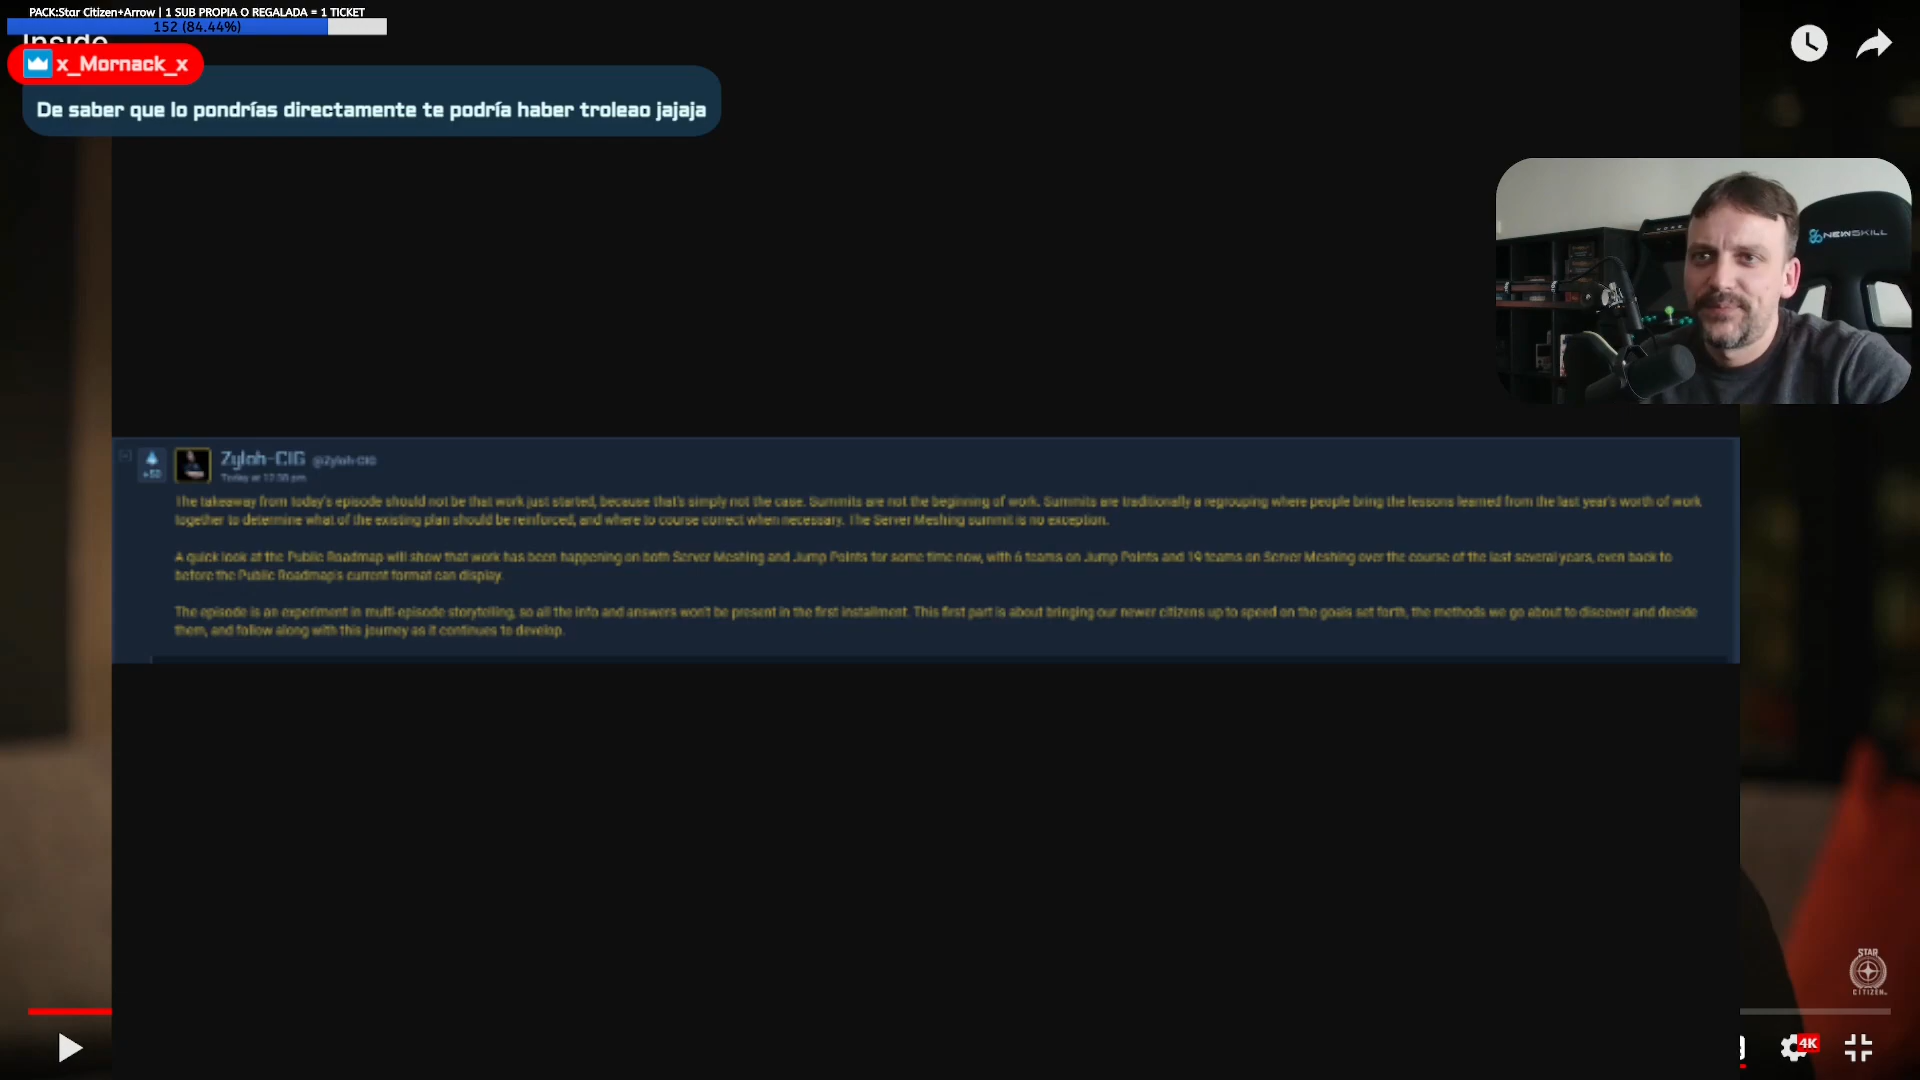 PACK:Star Citizen+Arrow | 1 SUB PROPIA O REGALADA = 1 TICKET
152 (84.44%)
Inside
x_Mornack_x
De saber que lo pondrías directamente te podría haber troleao jajaja
NEWSKILL
Zyloh-CIG @Zyloh-CIG
+50
Today at 12:50 pm
The takeaway from today's episode should not be that work just started, because that's simply not the case. Summits are not the beginning of work. Summits are traditionally a regrouping where people bring the lessons learned from the last year's worth of work
together to determine what of the existing plan should be reinforced, and where to course correct when necessary. The Server Meshing summit is no exception.
A quick look at the Public Roadmap will show that work has been happening on both Server Meshing and Jump Points for some time now, with 6 teams on Jump Points and 19 teams on Server Meshing over the course of the last several years, even back to
before the Public Roadmap's current format can display.
The episode is an experiment in multi-episode storytelling, so all the info and answers won't be present in the first installment. This first part is about bringing our newer citizens up to speed on the goals set forth, the methods we go about to discover and decide
them, and follow along with this journey as it continues to develop.
STAR
CITIZEN
4K